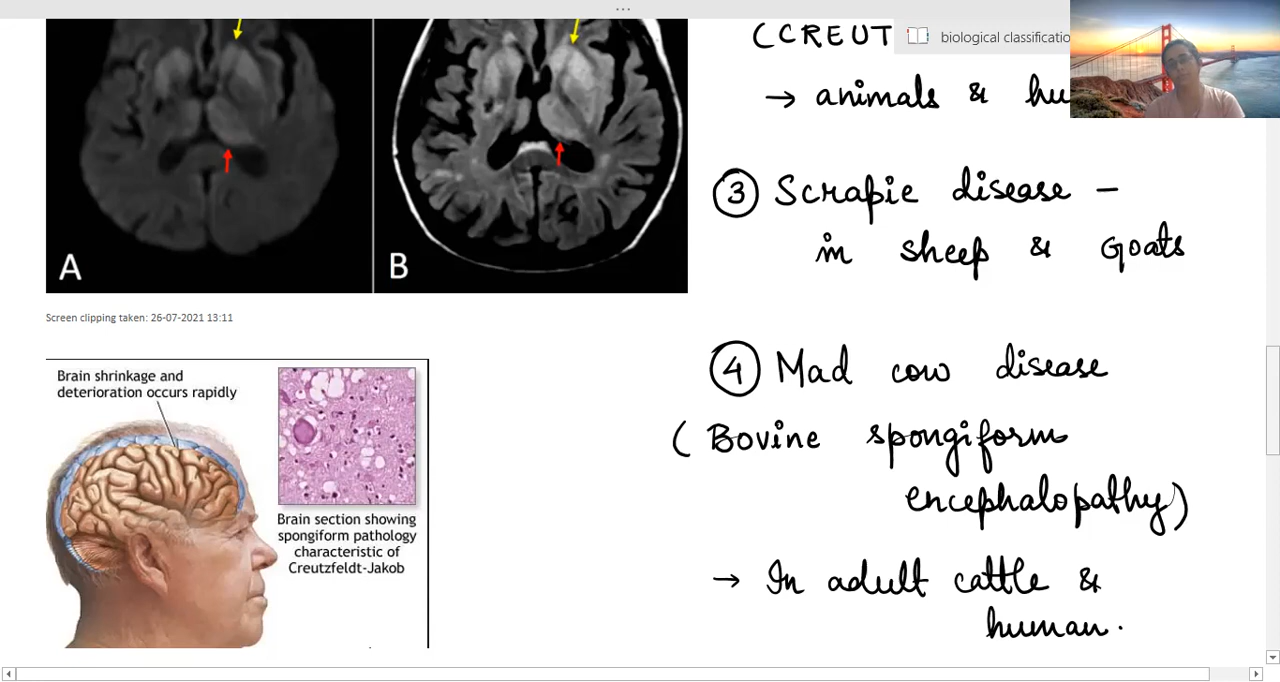 (CCREUT
biological classificatio
→ animals & hu
③ Scrapie disease -
in sheep & Goats
A
B
Screen clipping taken: 26-07-2021 13:11
④ Mad cow disease
(Bovine spongiform
encephalopathy)
→ In adult cattle &
human.
Brain shrinkage and
deterioration occurs rapidly
Brain section showing
spongiform pathology
characteristic of
Creutzfeldt-Jakob